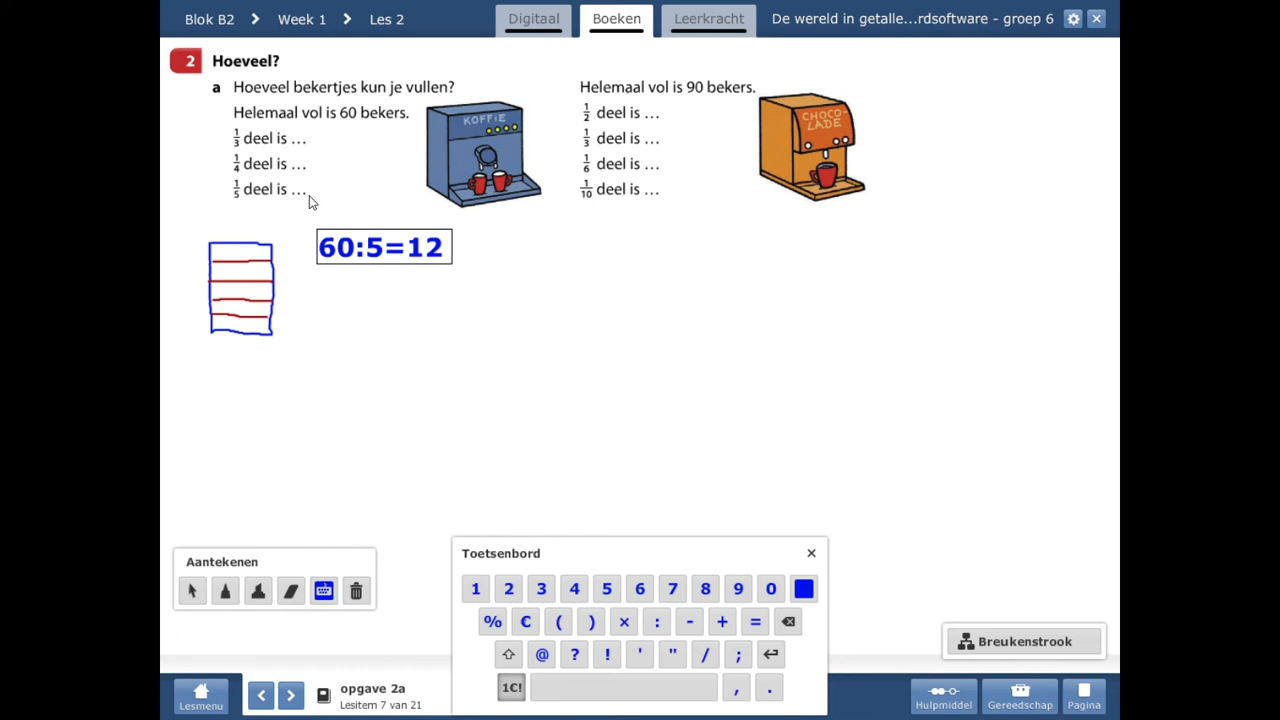 Blok B2 > Week 1 > Les 2
Digitaal
Boeken
Leerkracht
De wereld in getalle...rdsoftware - groep 6
2 Hoeveel?
a Hoeveel bekertjes kun je vullen?
Helemaal vol is 60 bekers.
1/3 deel is ...
1/4 deel is ...
1/5 deel is ...
KOFFIE
Helemaal vol is 90 bekers.
1/2 deel is ...
1/3 deel is ...
1/6 deel is ...
1/10 deel is ...
CHOCO-
LADE
60:5=12
Aantekenen
Toetsenbord
1 2 3 4 5 6 7 8 9 0
% € ( ) × : - + =
@ ? ! ' " / ;
1€! , .
Breukenstrook
Lesmenu
opgave 2a
Lesitem 7 van 21
Hulpmiddel
Gereedschap
Pagina